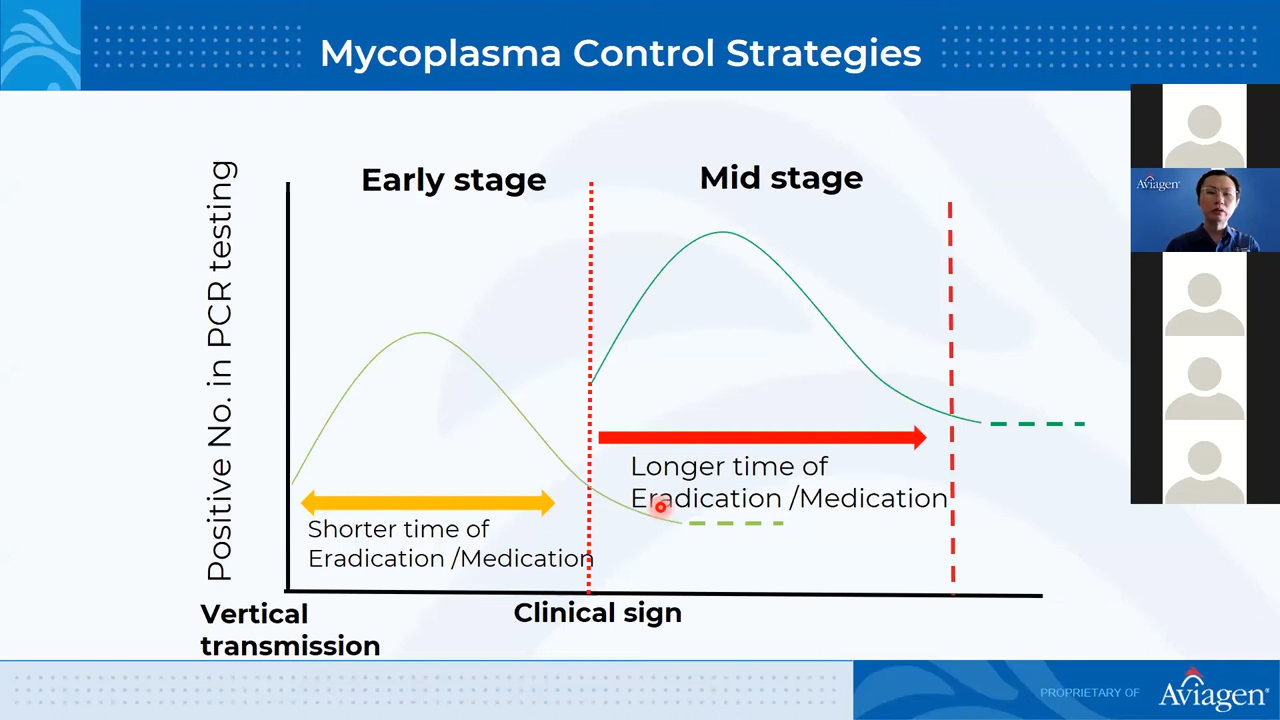 Mycoplasma Control Strategies
Aviagen
Early stage
Mid stage
Positive No. in PCR testing
Longer time of
Eradication /Medication
Shorter time of
Eradication /Medication
Clinical sign
Vertical
transmission
PROPRIETARY OF
Aviagen®